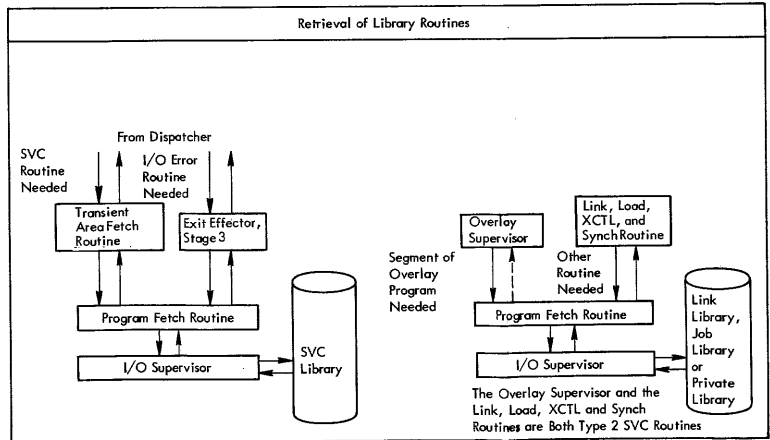 Retrieval of Library Routines
From Dispatcher
SVC
Routine
Needed
I/O Error
Routine
Needed
Transient
Area Fetch
Routine
Exit Effector,
Stage 3
Program Fetch Routine
I/O Supervisor
SVC
Library
Overlay
Supervisor
Link, Load,
XCTL, and
Synch Routine
Segment of
Overlay
Program
Needed
Other
Routine
Needed
Program Fetch Routine
I/O Supervisor
Link
Library,
Job
Library
or
Private
Library
The Overlay Supervisor and the
Link, Load, XCTL and Synch
Routines are Both Type 2 SVC Routines